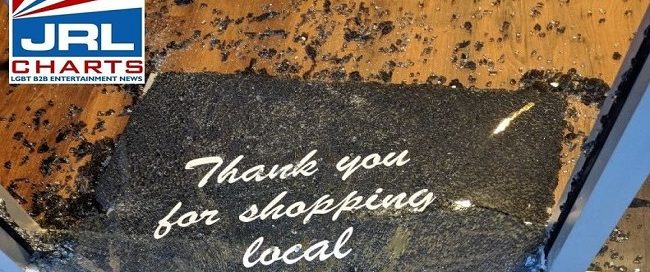 JRL
CHARTS
LGBT B2B ENTERTAINMENT NEWS
Thank you
for shopping
local